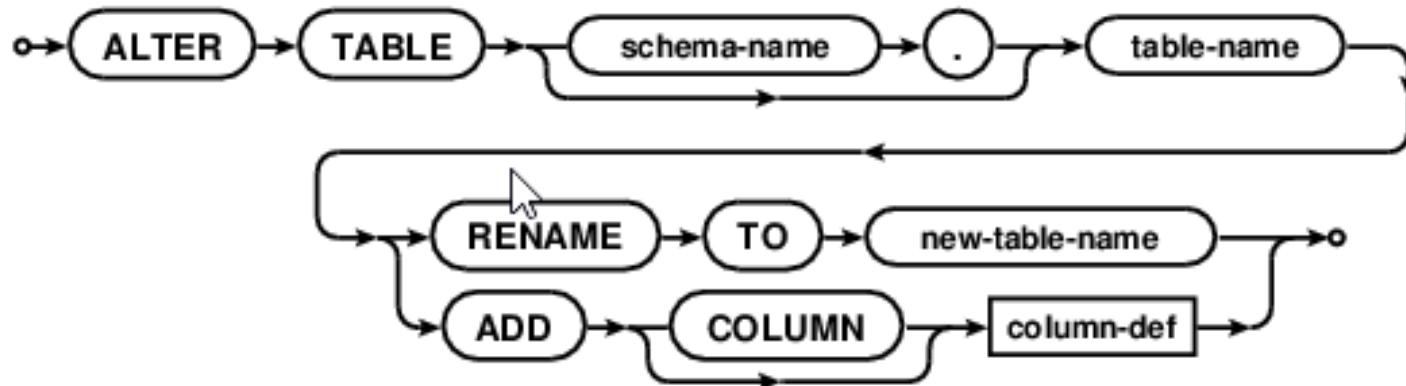 ALTER TABLE schema-name . table-name
RENAME TO new-table-name
ADD COLUMN column-def